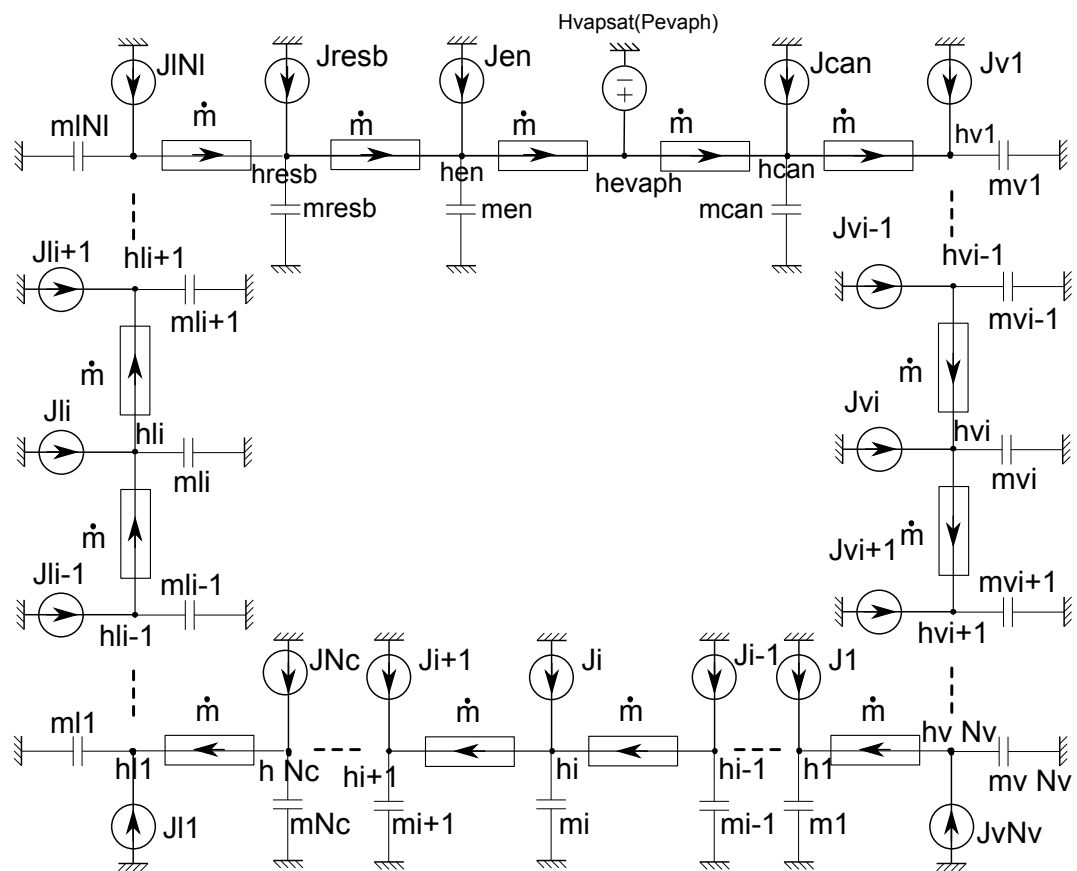 Hvapsat(Pevaph)
JlNl Jresb Jen Jcan Jv1
mlNl ṁ ṁ ṁ ṁ ṁ hv1
hresb hen hevaph hcan mv1
mresb men mcan
Jli+1 hli+1 Jvi-1 hvi-1
mli+1 mvi-1
ṁ ṁ
Jli hli Jvi hvi
mli mvi
ṁ ṁ
Jli-1 mli-1 Jvi+1 mvi+1
hli-1 hvi+1
JNc Ji+1 Ji Ji-1 J1
ml1 ṁ ṁ ṁ ṁ hv Nv
hl1 h Nc hi+1 hi hi-1 h1 mv Nv
Jl1 mNc mi+1 mi mi-1 m1 JvNv